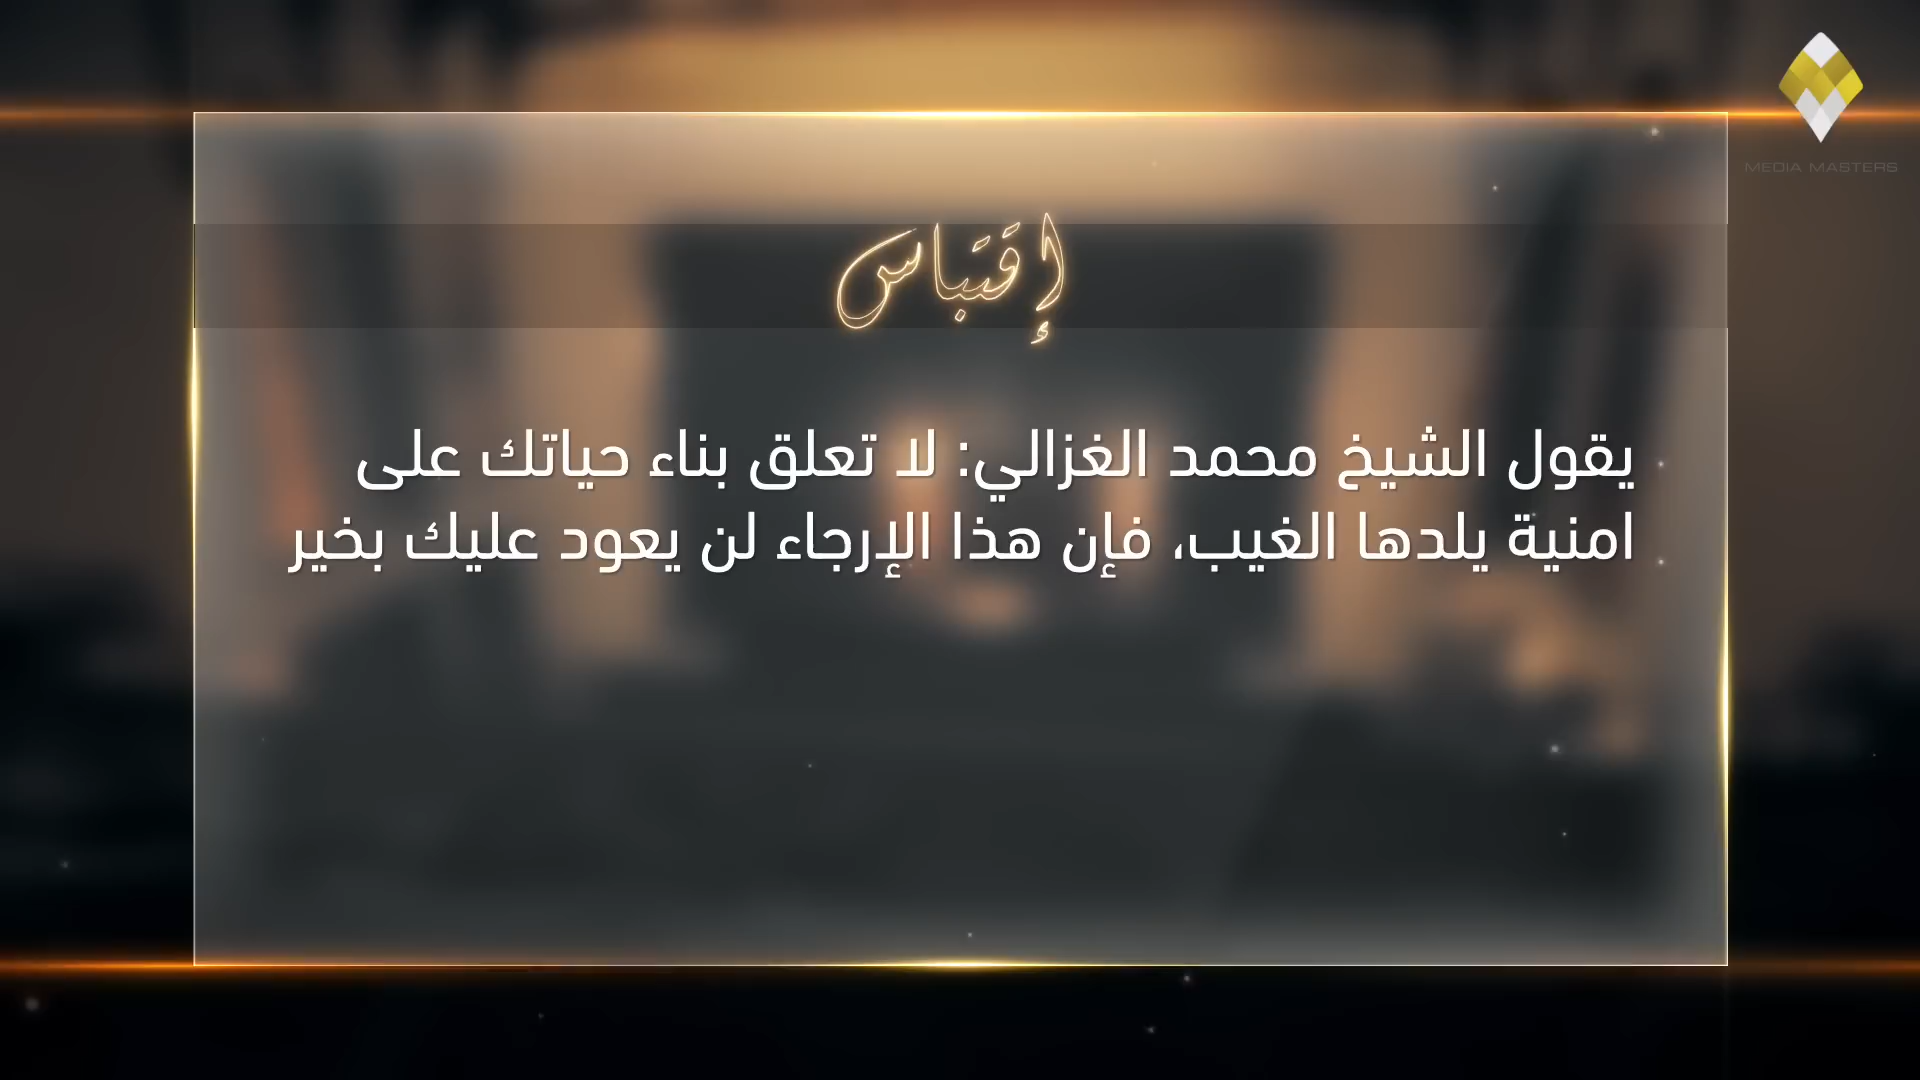 MEDIA MASTERS
إقتباس
يقول الشيخ محمد الغزالي: لا تعلق بناء حياتك على
امنية يلدها الغيب، فإن هذا الإرجاء لن يعود عليك بخير